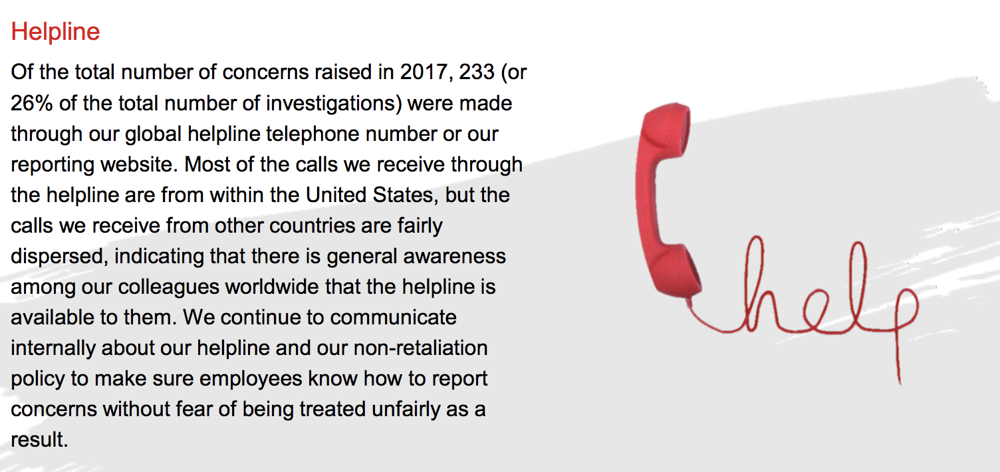 Helpline
Of the total number of concerns raised in 2017, 233 (or
26% of the total number of investigations) were made
through our global helpline telephone number or our
reporting website. Most of the calls we receive through
the helpline are from within the United States, but the
calls we receive from other countries are fairly
dispersed, indicating that there is general awareness
among our colleagues worldwide that the helpline is
available to them. We continue to communicate
internally about our helpline and our non-retaliation
policy to make sure employees know how to report
concerns without fear of being treated unfairly as a
result.
help